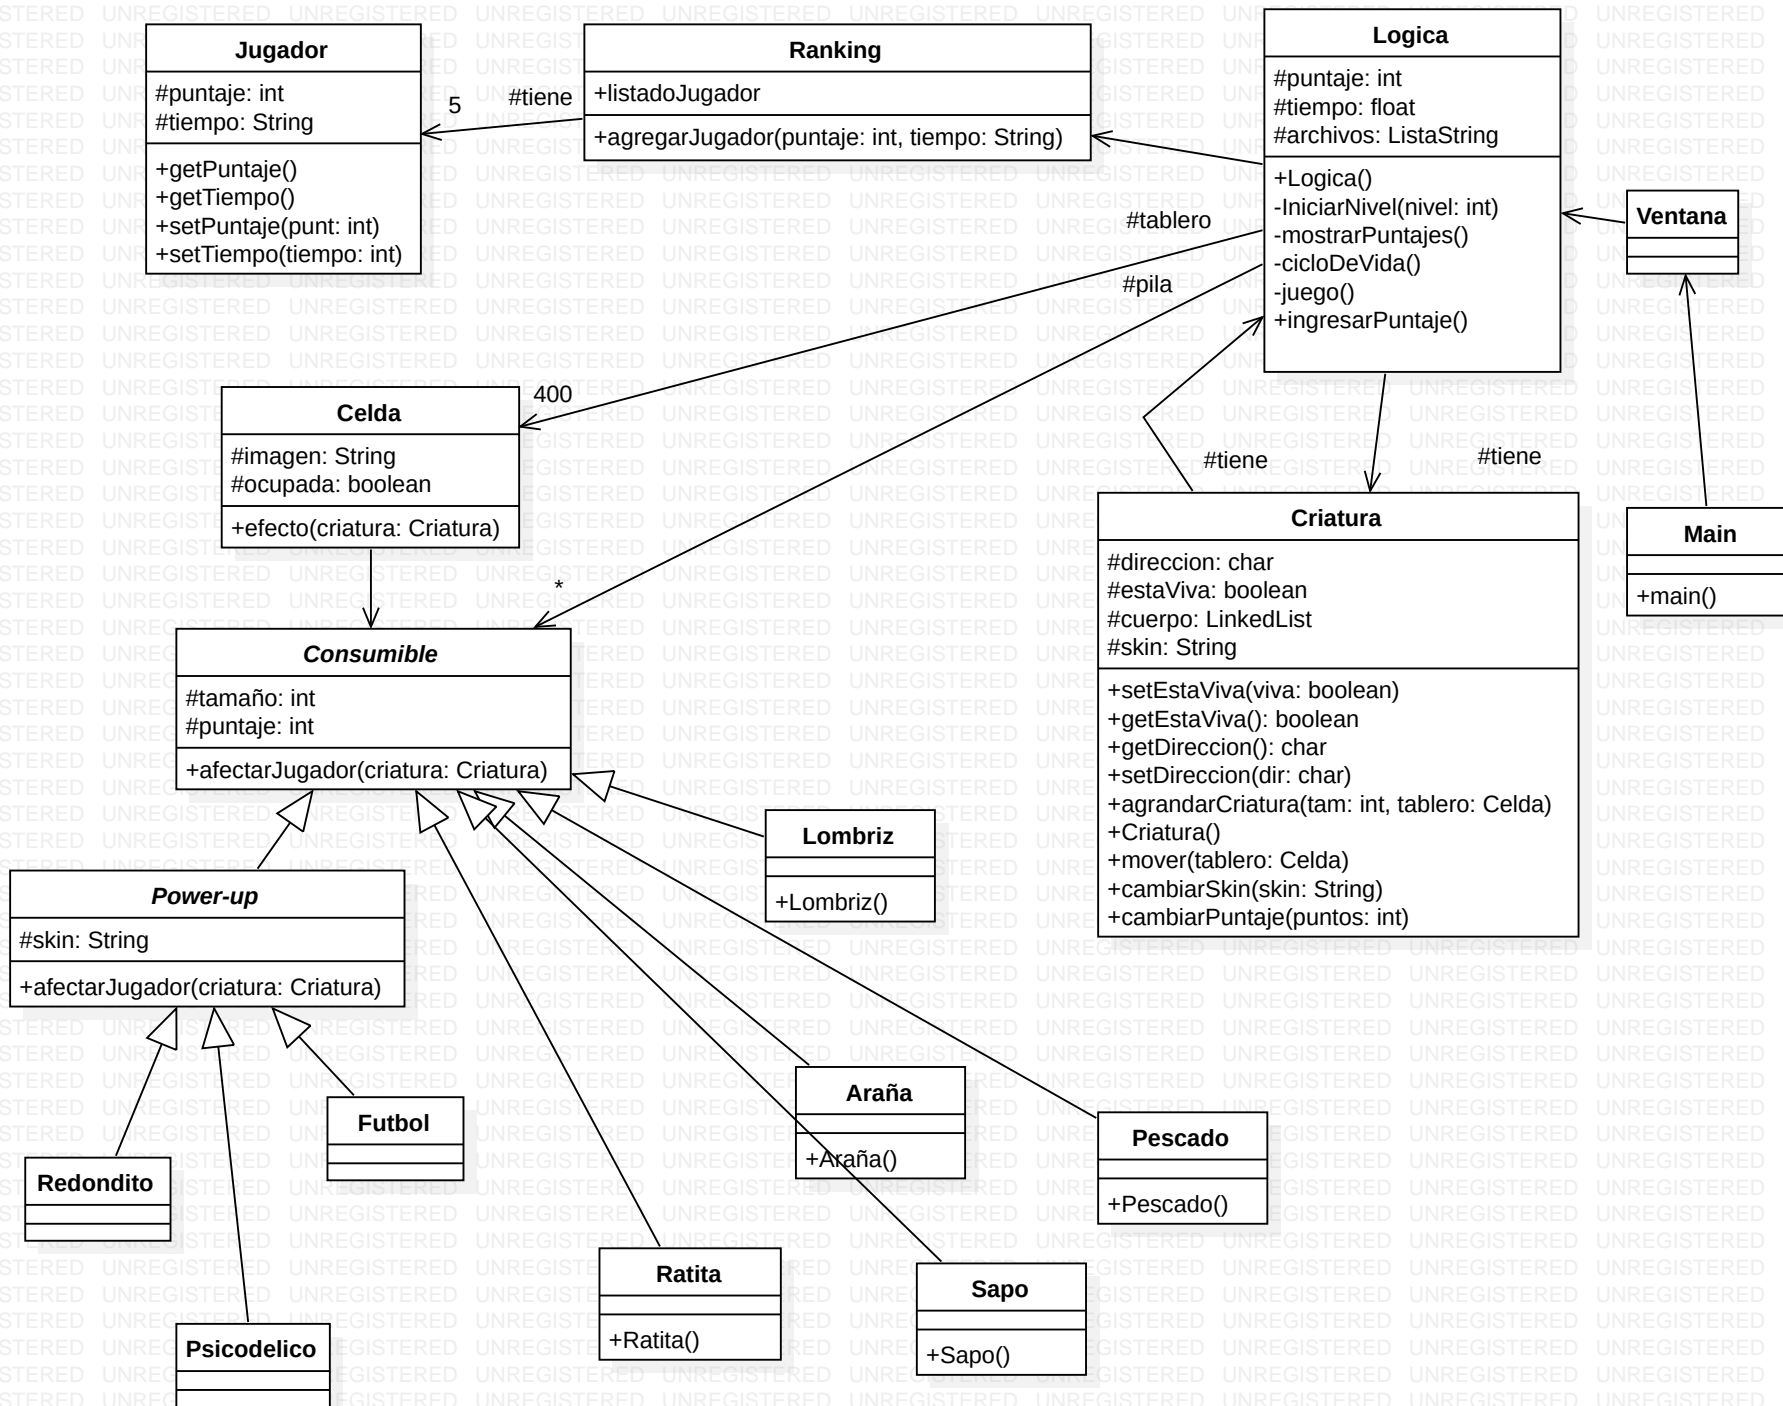 Jugador
#puntaje: int
#tiempo: String
+getPuntaje()
+getTiempo()
+setPuntaje(punt: int)
+setTiempo(tiempo: int)
5
#tiene
Ranking
+listadoJugador
+agregarJugador(puntaje: int, tiempo: String)
Logica
#puntaje: int
#tiempo: float
#archivos: ListaString
+Logica()
-IniciarNivel(nivel: int)
-mostrarPuntajes()
-cicloDeVida()
-juego()
+ingresarPuntaje()
Ventana
#tablero
#pila
400
Celda
#imagen: String
#ocupada: boolean
+efecto(criatura: Criatura)
#tiene
#tiene
*
Criatura
#direccion: char
#estaViva: boolean
#cuerpo: LinkedList
#skin: String
+setEstaViva(viva: boolean)
+getEstaViva(): boolean
+getDireccion(): char
+setDireccion(dir: char)
+agrandarCriatura(tam: int, tablero: Celda)
+Criatura()
+mover(tablero: Celda)
+cambiarSkin(skin: String)
+cambiarPuntaje(puntos: int)
Main
+main()
Consumible
#tamaño: int
#puntaje: int
+afectarJugador(criatura: Criatura)
Lombriz
+Lombriz()
Power-up
#skin: String
+afectarJugador(criatura: Criatura)
Araña
+Araña()
Futbol
Pescado
+Pescado()
Redondito
Ratita
+Ratita()
Sapo
+Sapo()
Psicodelico
UNREGISTERED